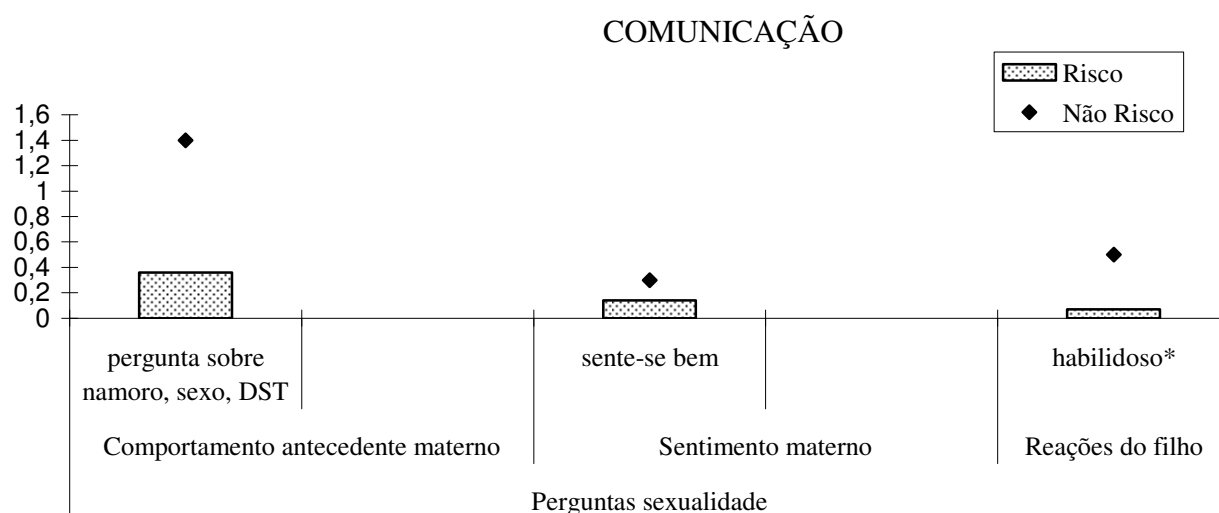 COMUNICAÇÃO
Risco
Não Risco
1,6
1,4
1,2
1
0,8
0,6
0,4
0,2
0
pergunta sobre
namoro, sexo, DST
sente-se bem
habilidoso*
Comportamento antecedente materno
Sentimento materno
Reações do filho
Perguntas sexualidade